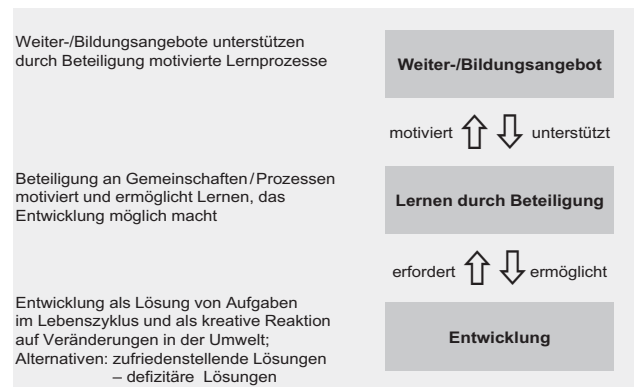 Weiter-/Bildungsangebote unterstützen
durch Beteiligung motivierte Lernprozesse
Weiter-/Bildungsangebot
motiviert unterstützt
Beteiligung an Gemeinschaften/Prozessen
motiviert und ermöglicht Lernen, das
Entwicklung möglich macht
Lernen durch Beteiligung
erfordert ermöglicht
Entwicklung als Lösung von Aufgaben
im Lebenszyklus und als kreative Reaktion
auf Veränderungen in der Umwelt;
Alternativen: zufriedenstellende Lösungen
– defizitäre Lösungen
Entwicklung